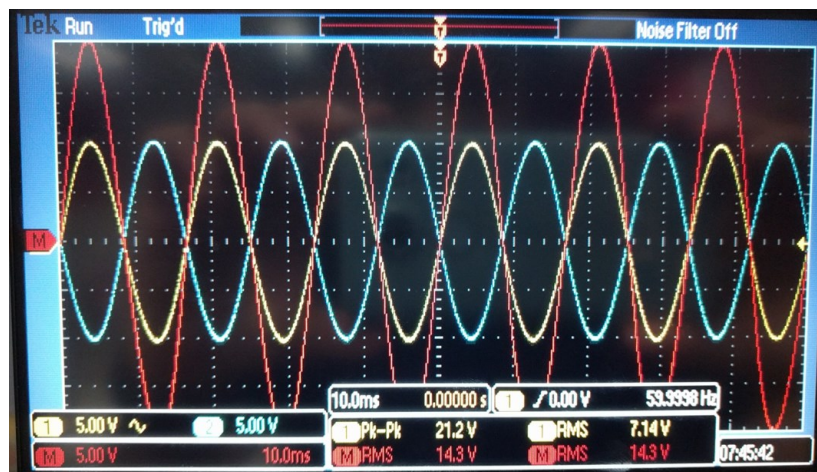 Tek Run Trig'd Noise Filter Off
T
T
M
10.0ms 0.00000 s 1 0.00 V 59.9998 Hz
1 5.00 V 2 5.00 V
M 5.00 V 10.0ms
1 Pk-Pk 21.2 V 1 RMS 7.14 V
M RMS 14.3 V M RMS 14.3 V
07:45:42